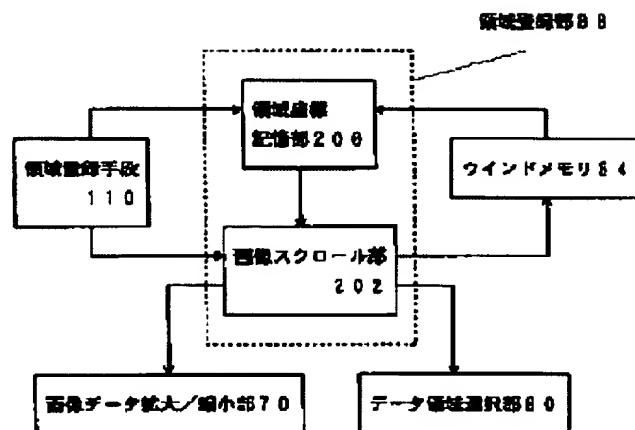 領域登録部88
領域座標
記憶部206
領域登録手段
110
ウインドメモリ84
画像スクロール部
202
画像データ拡大／縮小部70
データ領域選択部80